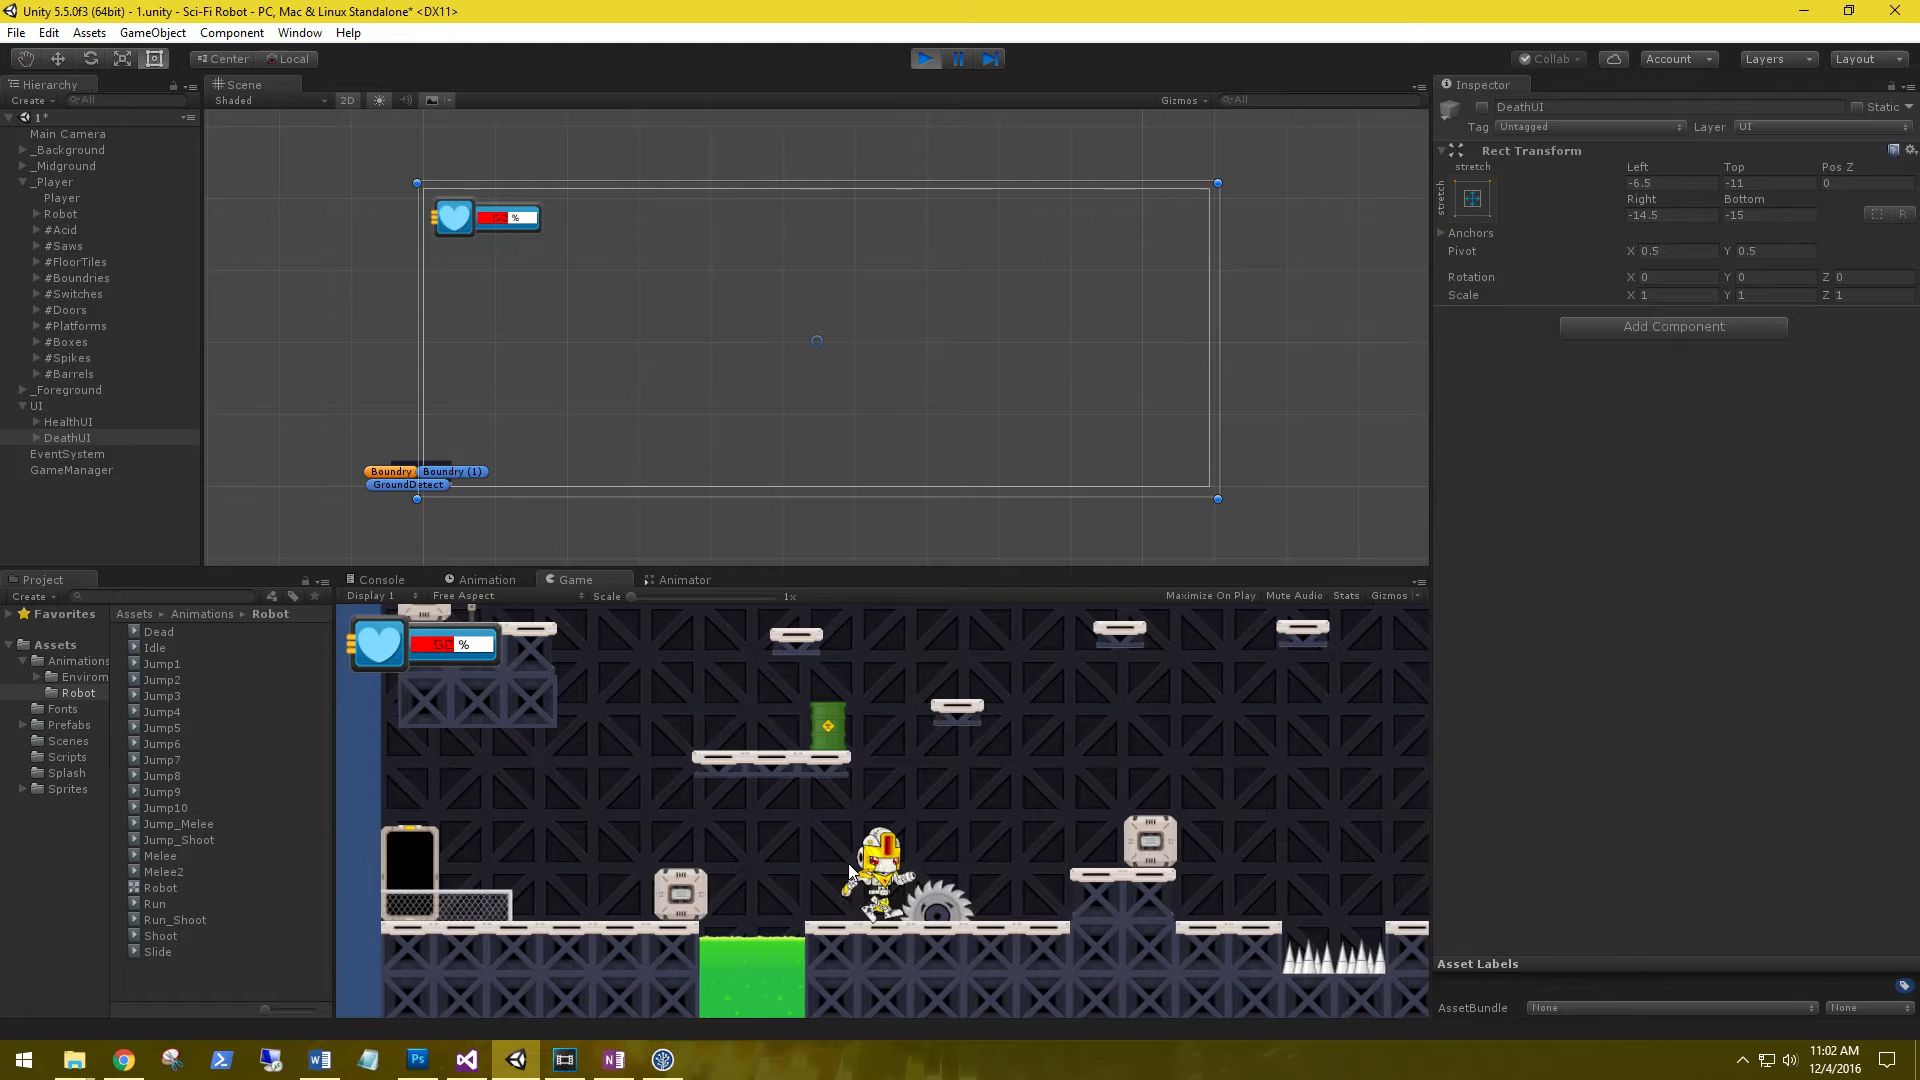 Unity 5.5.0f3 (64bit) - 1.unity - Sci-Fi Robot - PC, Mac & Linux Standalone* <DX11>
File Edit Assets GameObject Component Window Help
Center Local Collab Account Layers Layout
Hierarchy
Create All
1*
Main Camera
_Background
_Midground
_Player
Player
Robot
#Acid
#Saws
#FloorTiles
#Boundries
#Switches
#Doors
#Platforms
#Boxes
#Spikes
#Barrels
_Foreground
UI
HealthUI
DeathUI
EventSystem
GameManager
Scene
Shaded 2D Gizmos All
%
Boundry Boundry (1)
GroundDetect
Inspector
DeathUI Static
Tag Untagged Layer UI
Rect Transform
stretch Left Top Pos Z
stretch -6.5 -11 0
Right Bottom
-14.5 -15 R
Anchors
Pivot X 0.5 Y 0.5
Rotation X 0 Y 0 Z 0
Scale X 1 Y 1 Z 1
Add Component
Asset Labels
AssetBundle None None
Project
Create
Favorites
Assets
Animations
Environ
Robot
Fonts
Prefabs
Scenes
Scripts
Splash
Sprites
Assets Animations Robot
Dead
Idle
Jump1
Jump2
Jump3
Jump4
Jump5
Jump6
Jump7
Jump8
Jump9
Jump10
Jump_Melee
Jump_Shoot
Melee
Melee2
Robot
Run
Run_Shoot
Shoot
Slide
Console Animation Game Animator
Display 1 Free Aspect Scale 1x Maximize On Play Mute Audio Stats Gizmos
%
11:02 AM
12/4/2016